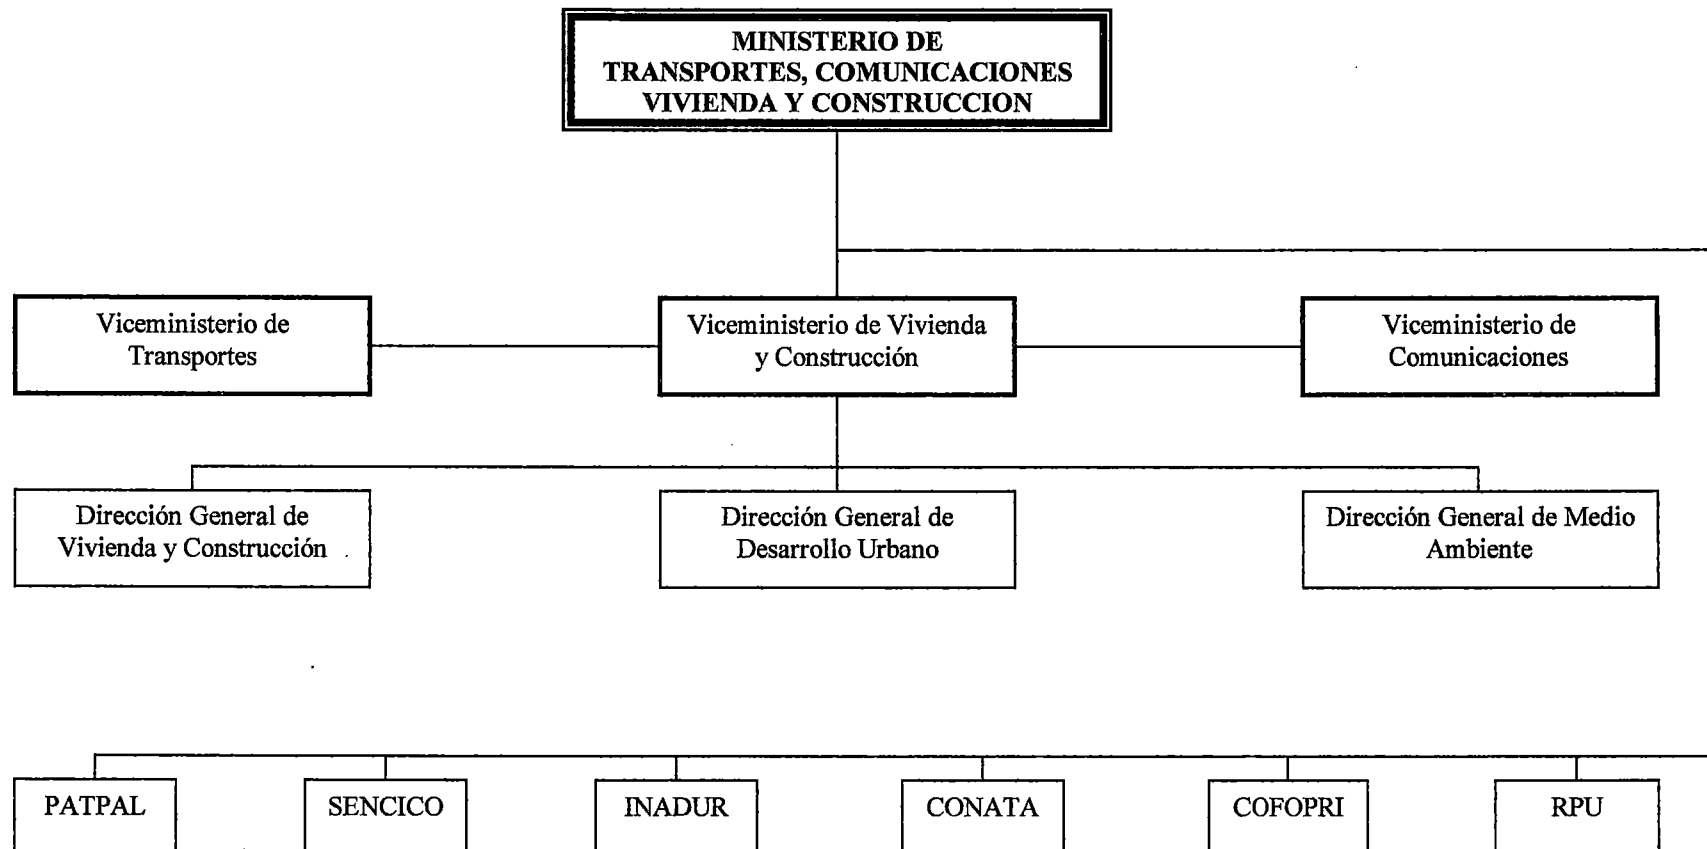 MINISTERIO DE
TRANSPORTES, COMUNICACIONES
VIVIENDA Y CONSTRUCCION
Viceministerio de
Transportes
Viceministerio de Vivienda
y Construcción
Viceministerio de
Comunicaciones
Dirección General de
Vivienda y Construcción
Dirección General de
Desarrollo Urbano
Dirección General de Medio
Ambiente
PATPAL
SENCICO
INADUR
CONATA
COFOPRI
RPU